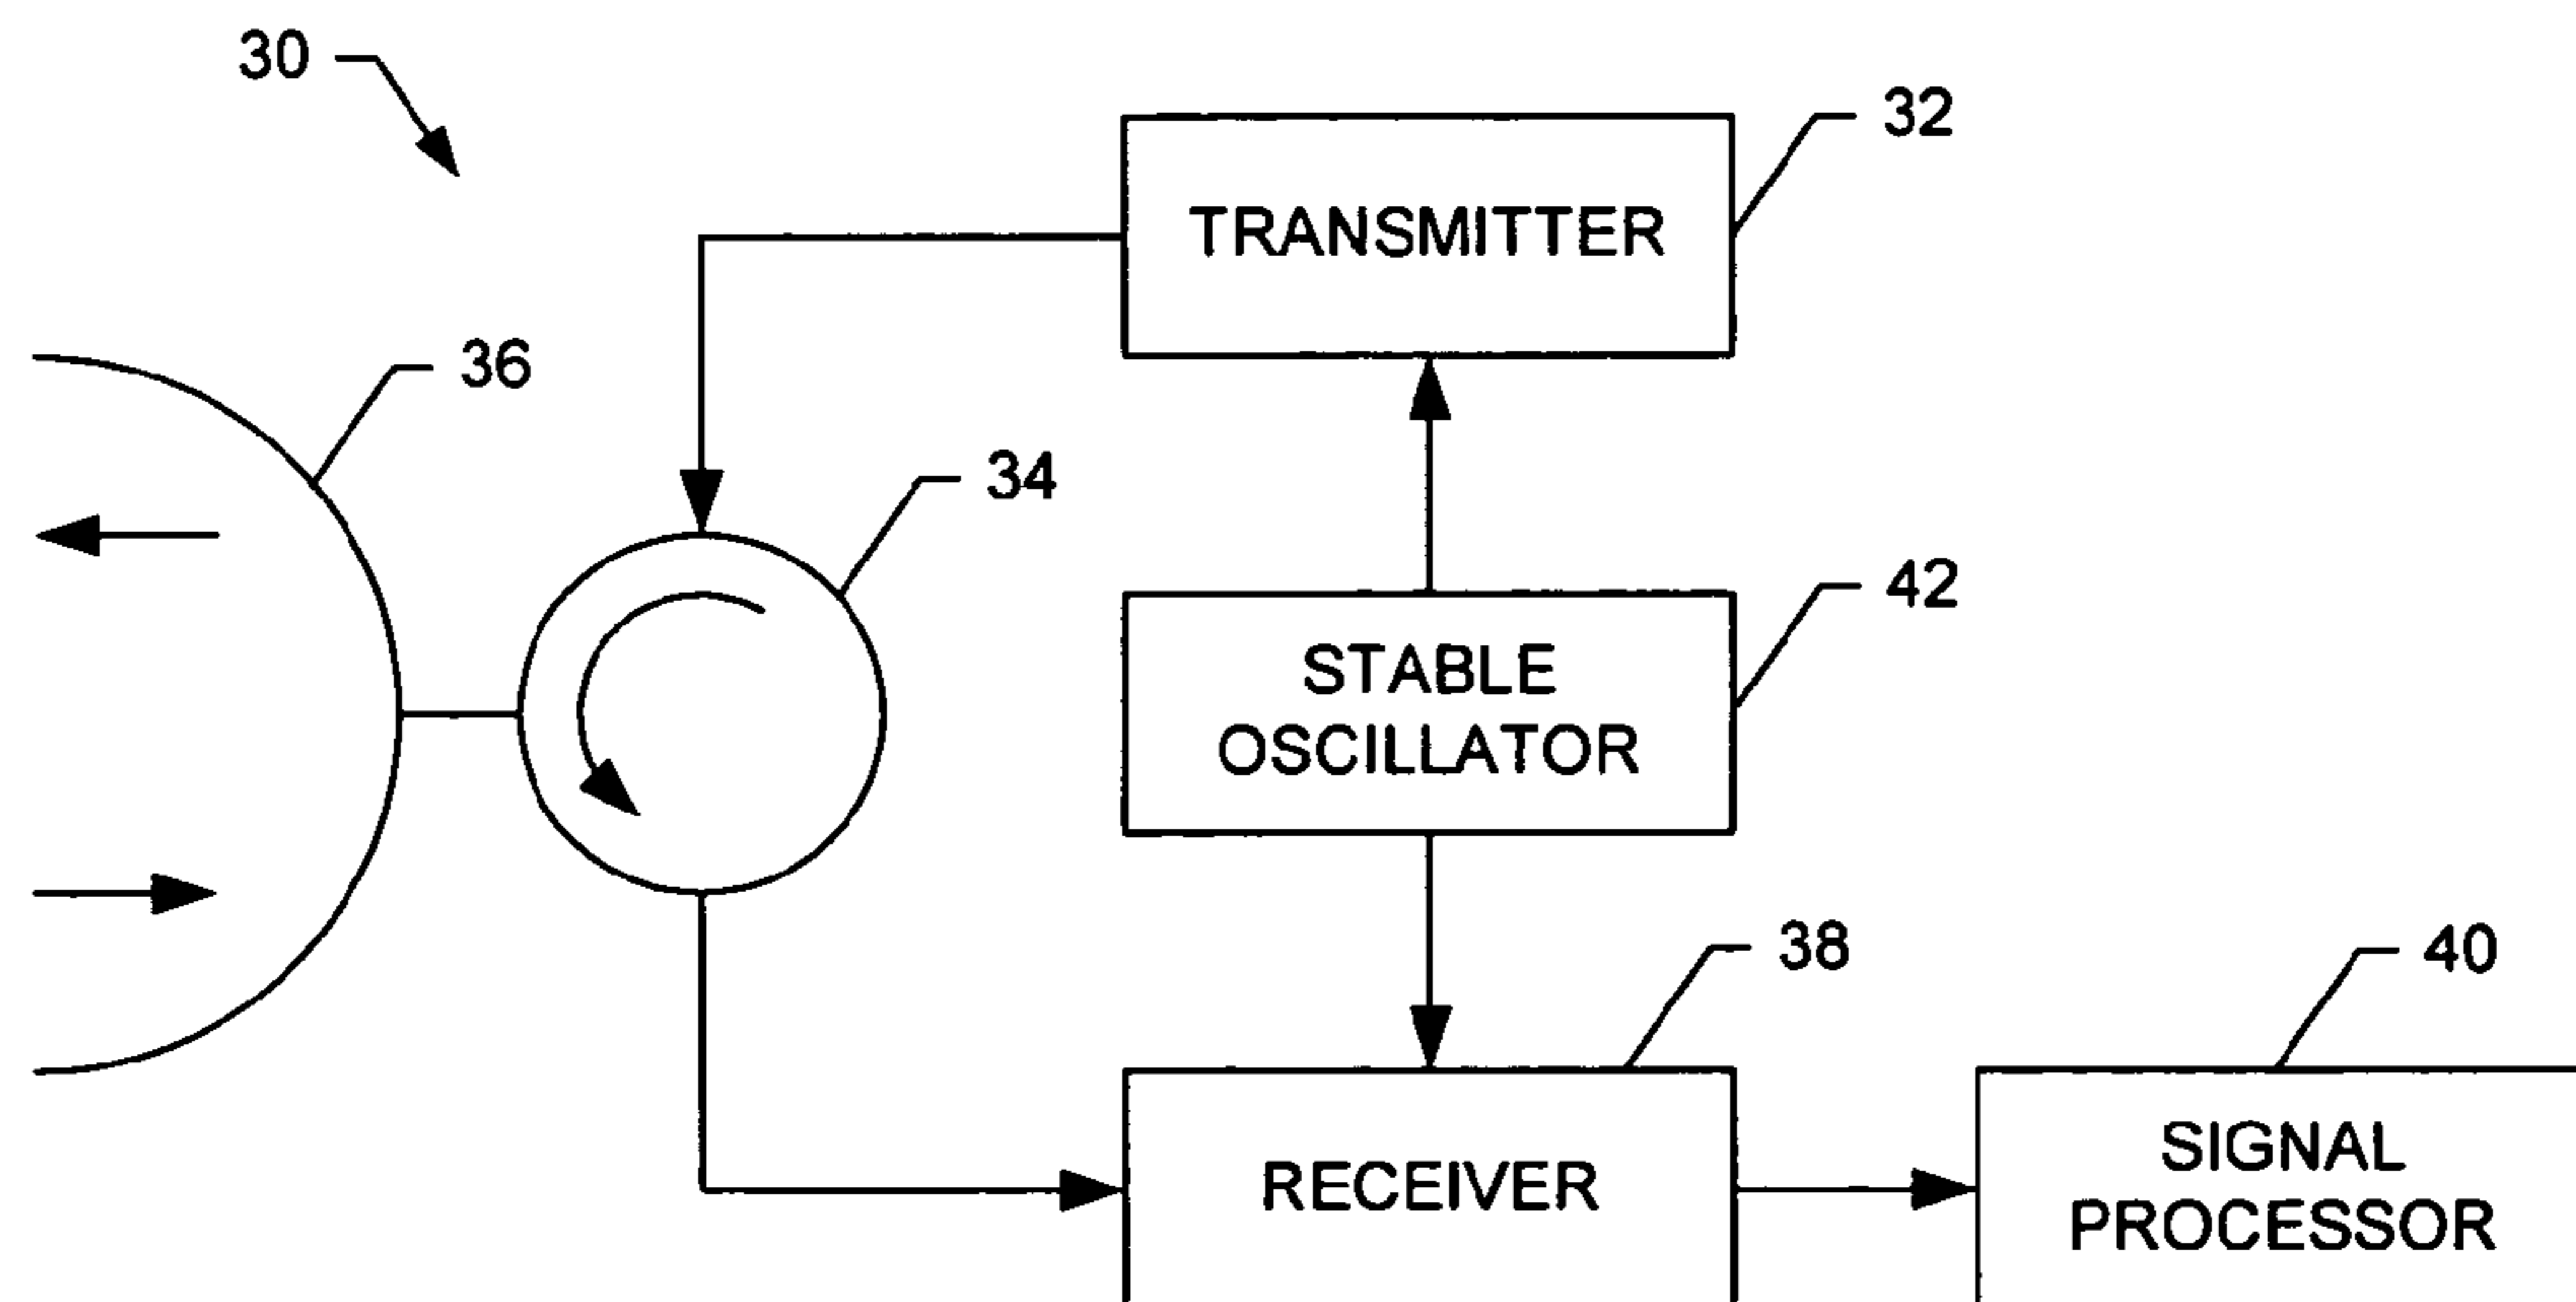 30
32
TRANSMITTER
36
34
42
STABLE
OSCILLATOR
38
40
RECEIVER
SIGNAL
PROCESSOR